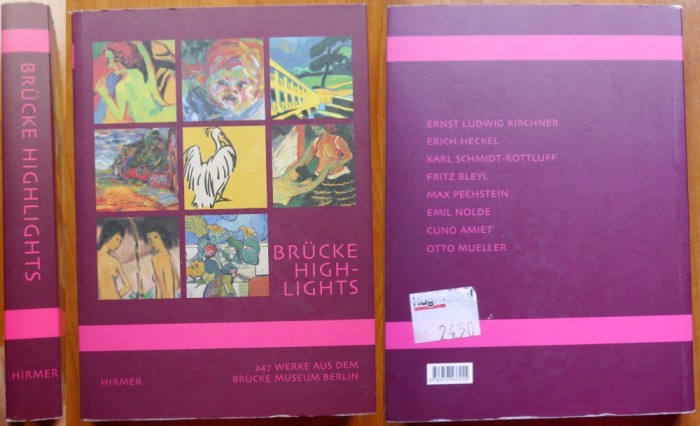 BRÜCKE HIGHLIGHTS
HIRMER
BRÜCKE
HIGH-
LIGHTS
247 WERKE AUS DEM
BRÜCKE MUSEUM BERLIN
HIRMER
ERNST LUDWIG KIRCHNER
ERICH HECKEL
KARL SCHMIDT-ROTTLUFF
FRITZ BLEYL
MAX PECHSTEIN
EMIL NOLDE
CUNO AMIET
OTTO MUELLER
2450